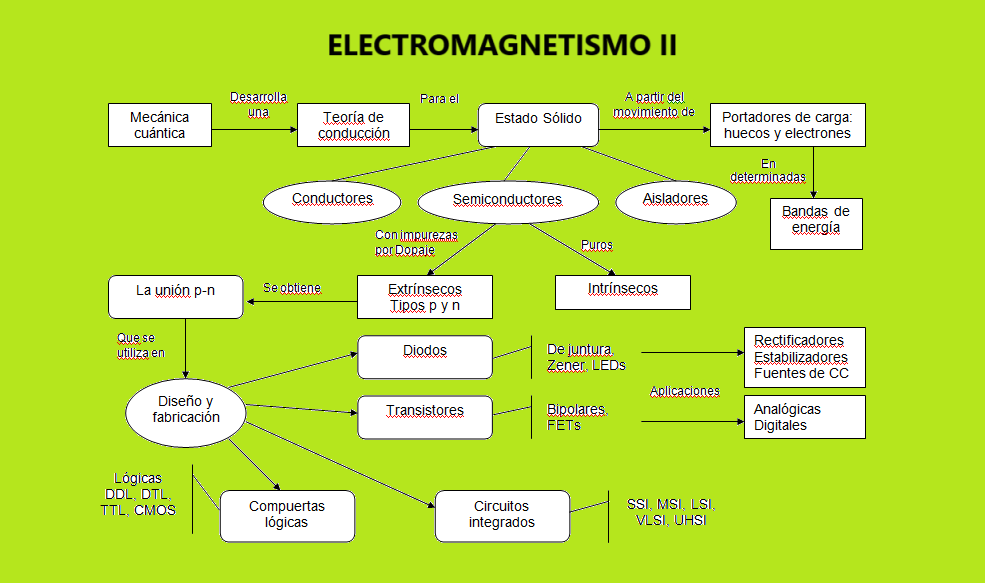 ELECTROMAGNETISMO II
Mecánica
cuántica
Desarrolla
una
Teoría de
conducción
Para el
Estado Sólido
A partir del
movimiento de
Portadores de carga:
huecos y electrones
En
determinadas
Bandas de
energía
Conductores
Semiconductores
Aisladores
Con impurezas
por Dopaje
Puros
La unión p-n
Se obtiene
Extrínsecos
Tipos p y n
Intrínsecos
Que se
utiliza en
Diseño y
fabricación
Diodos
De juntura,
Zener, LEDs
Rectificadores
Estabilizadores
Fuentes de CC
Transistores
Bipolares,
FETs
Aplicaciones
Analógicas
Digitales
Lógicas
DDL, DTL,
TTL, CMOS
Compuertas
lógicas
Circuitos
integrados
SSI, MSI, LSI,
VLSI, UHSI